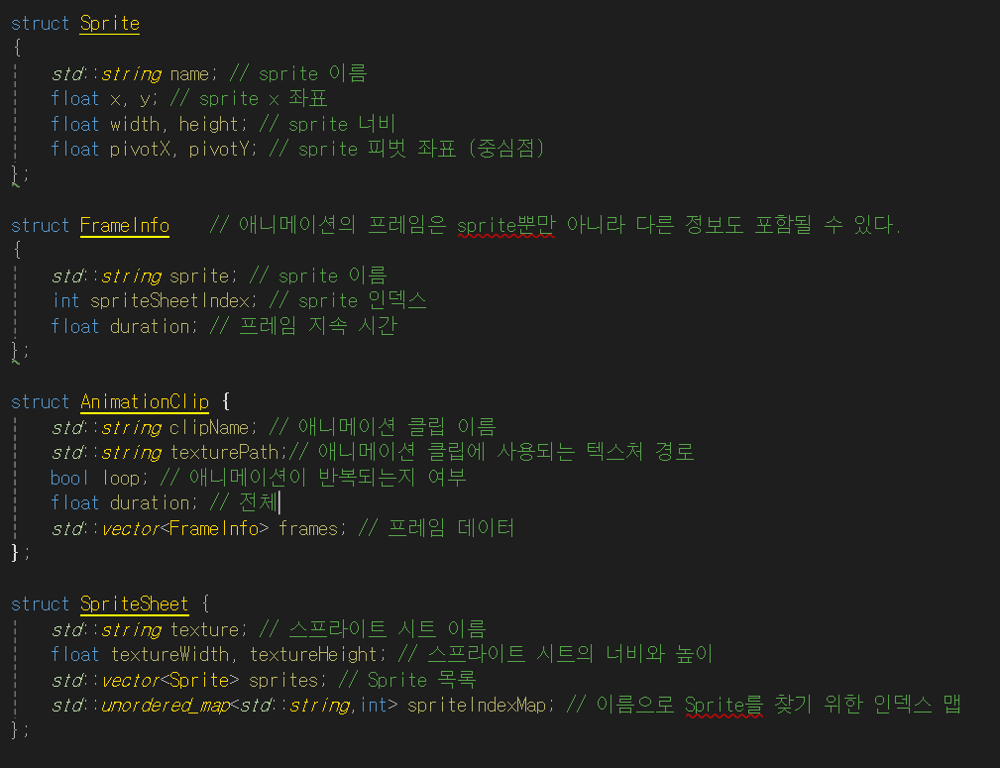 struct Sprite
{
std::string name; // sprite 이름
float x, y; // sprite x 좌표
float width, height; // sprite 너비
float pivotX, pivotY; // sprite 피벗 좌표 (중심점)
};
struct FrameInfo // 애니메이션의 프레임은 sprite뿐만 아니라 다른 정보도 포함될 수 있다.
{
std::string sprite; // sprite 이름
int spriteSheetIndex; // sprite 인덱스
float duration; // 프레임 지속 시간
};
struct AnimationClip {
std::string clipName; // 애니메이션 클립 이름
std::string texturePath;// 애니메이션 클립에 사용되는 텍스처 경로
bool loop; // 애니메이션이 반복되는지 여부
float duration; // 전체
std::vector<FrameInfo> frames; // 프레임 데이터
};
struct SpriteSheet {
std::string texture; // 스프라이트 시트 이름
float textureWidth, textureHeight; // 스프라이트 시트의 너비와 높이
std::vector<Sprite> sprites; // Sprite 목록
std::unordered_map<std::string,int> spriteIndexMap; // 이름으로 Sprite를 찾기 위한 인덱스 맵
};